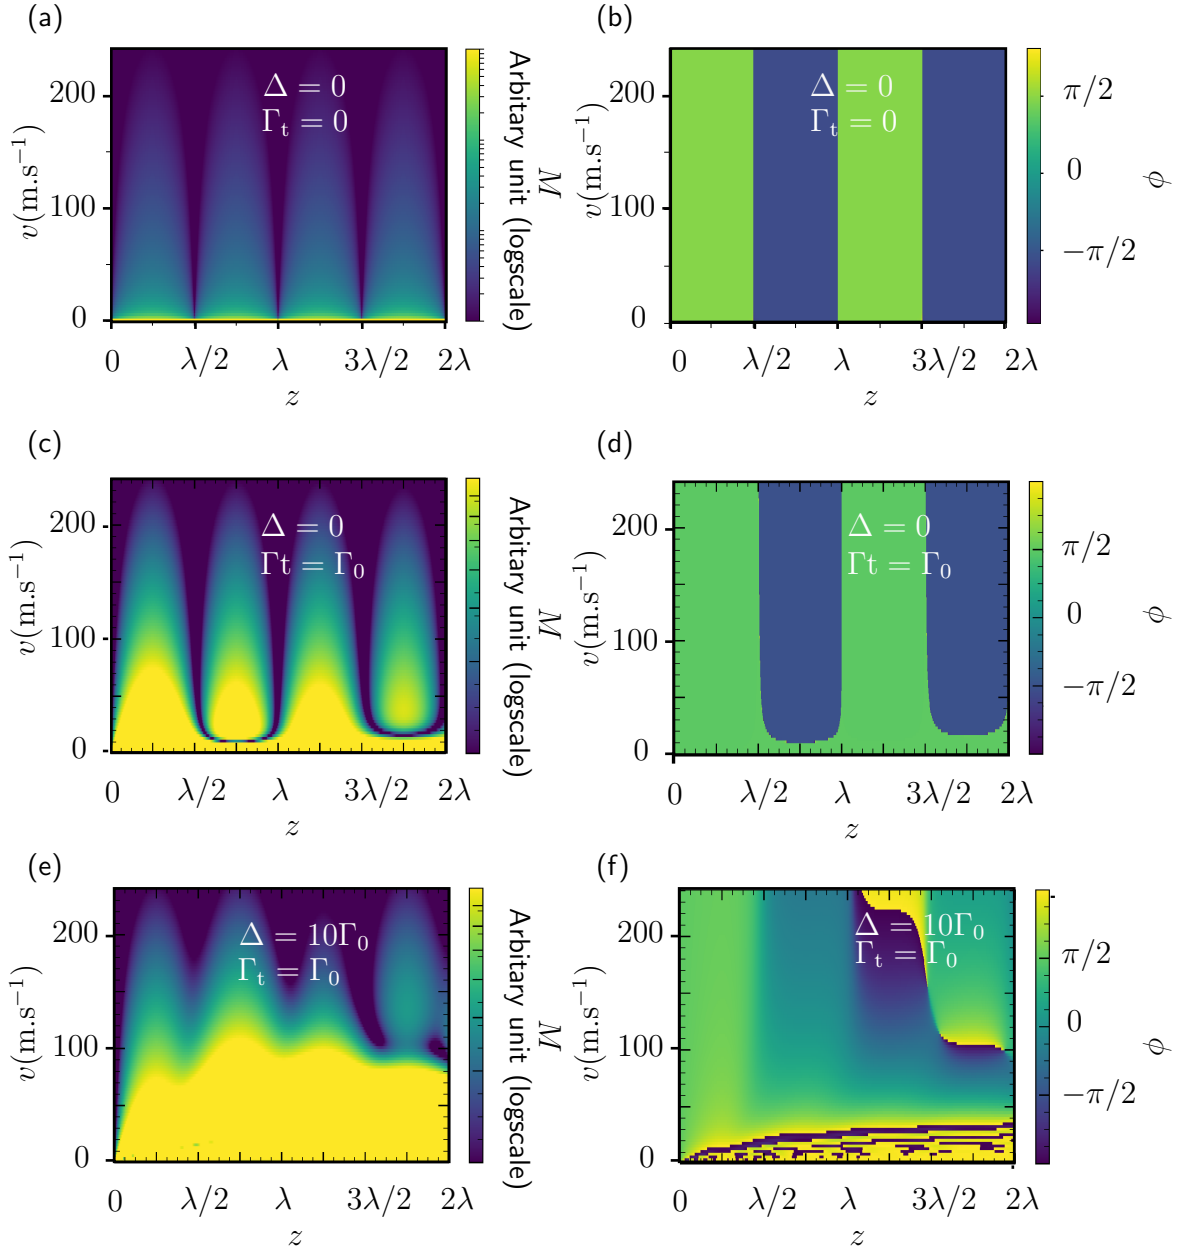 (a)
(b)
Δ = 0
Γt = 0
200
100
0
v(m.s⁻¹)
0 λ/2 λ 3λ/2 2λ
z
M
Arbitary unit (logscale)
Δ = 0
Γt = 0
200
100
0
v(m.s⁻¹)
0 λ/2 λ 3λ/2 2λ
z
π/2
0
−π/2
ϕ
(c)
(d)
Δ = 0
Γt = Γ0
200
100
0
v(m.s⁻¹)
0 λ/2 λ 3λ/2 2λ
z
M
Arbitary unit (logscale)
Δ = 0
Γt = Γ0
200
100
0
v(m.s⁻¹)
0 λ/2 λ 3λ/2 2λ
z
π/2
0
−π/2
ϕ
(e)
(f)
Δ = 10Γ0
Γt = Γ0
200
100
0
v(m.s⁻¹)
0 λ/2 λ 3λ/2 2λ
z
M
Arbitary unit (logscale)
Δ = 10Γ0
Γt = Γ0
200
100
0
v(m.s⁻¹)
0 λ/2 λ 3λ/2 2λ
z
π/2
0
−π/2
ϕ